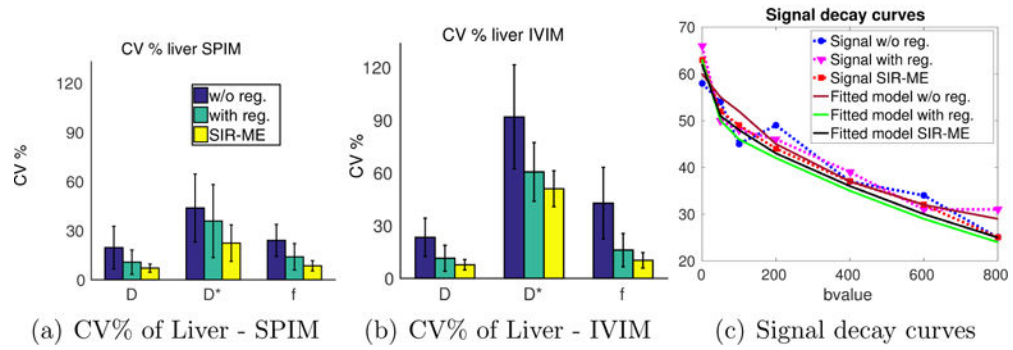 CV % liver SPIM
CV %
120
90
60
30
0
w/o reg.
with reg.
SIR-ME
D
D*
f
(a) CV% of Liver - SPIM
CV % liver IVIM
CV %
120
90
60
30
0
D
D*
f
(b) CV% of Liver - IVIM
Signal decay curves
70
60
50
40
30
20
Signal w/o reg.
Signal with reg.
Signal SIR-ME
Fitted model w/o reg.
Fitted model with reg.
Fitted model SIR-ME
0 200 400 600 800
bvalue
(c) Signal decay curves